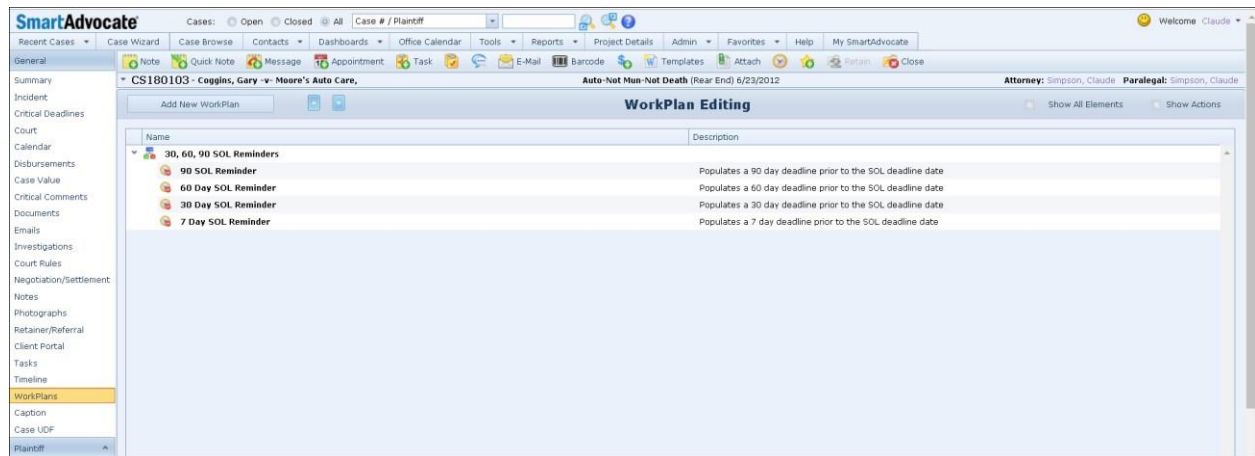 SmartAdvocate Cases: Open Closed All Case # / Plaintiff Welcome Claude
Recent Cases Case Wizard Case Browse Contacts Dashboards Office Calendar Tools Reports Project Details Admin Favorites Help My SmartAdvocate
General Note Quick Note Message Appointment Task E-Mail Barcode Templates Attach Retain Close
Summary
CS180103 - Coggins, Gary -v- Moore's Auto Care, Auto-Not Mun-Not Death (Rear End) 6/23/2012 Attorney: Simpson, Claude Paralegal: Simpson, Claude
Incident
Critical Deadlines
Court
Calendar
Disbursements
Case Value
Critical Comments
Documents
Emails
Investigations
Court Rules
Negotiation/Settlement
Notes
Photographs
Retainer/Referral
Client Portal
Tasks
Timeline
WorkPlans
Caption
Case UDF
Plaintiff
Add New WorkPlan WorkPlan Editing Show All Elements Show Actions
Name Description
30, 60, 90 SOL Reminders
90 SOL Reminder Populates a 90 day deadline prior to the SOL deadline date
60 Day SOL Reminder Populates a 60 day deadline prior to the SOL deadline date
30 Day SOL Reminder Populates a 30 day deadline prior to the SOL deadline date
7 Day SOL Reminder Populates a 7 day deadline prior to the SOL deadline date